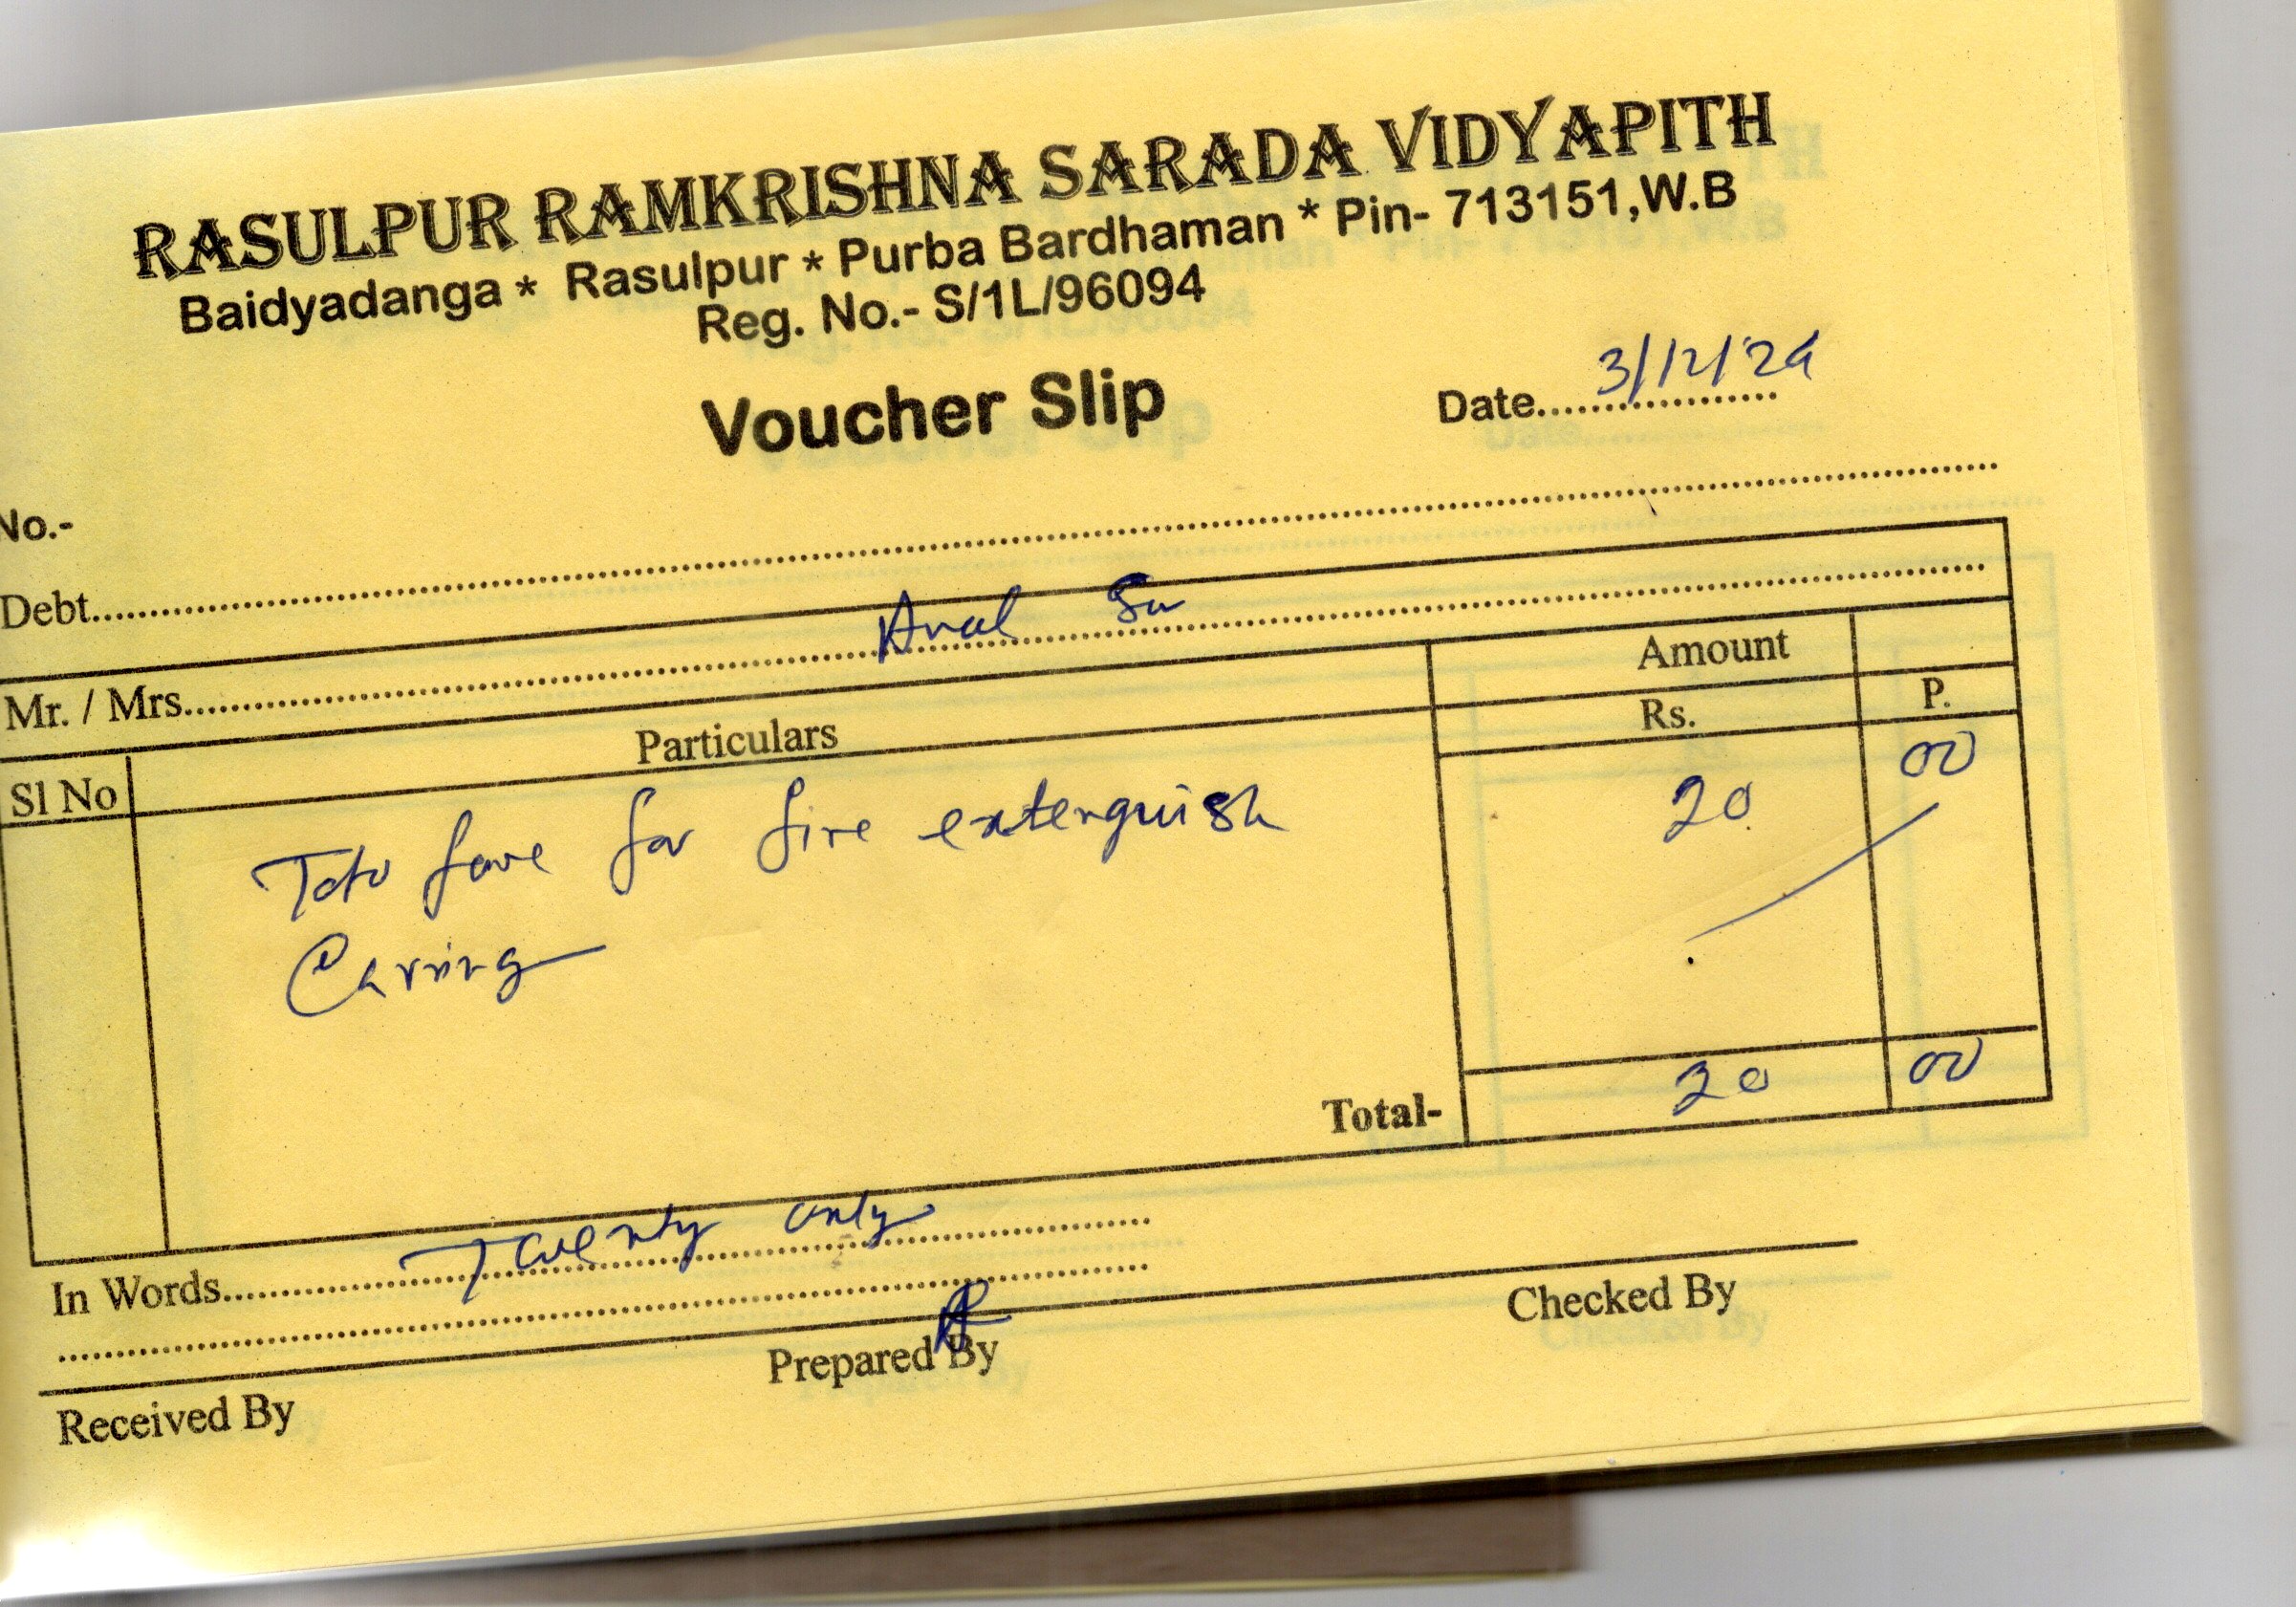 RASULPUR RAMKRISHNA SARADA VIDYAPITH
Baidyadanga * Rasulpur * Purba Bardhaman * Pin- 713151,W.B
Reg. No.- S/1L/96094
Voucher Slip
Date 3/12/24
No.-
Debt
Mr. / Mrs.
Sl No Particulars Amount
Rs. P.
Toto fare for fire extenguish 20 00
Carring
Total- 20 00
In Words Twenty only
Received By Prepared By Checked By